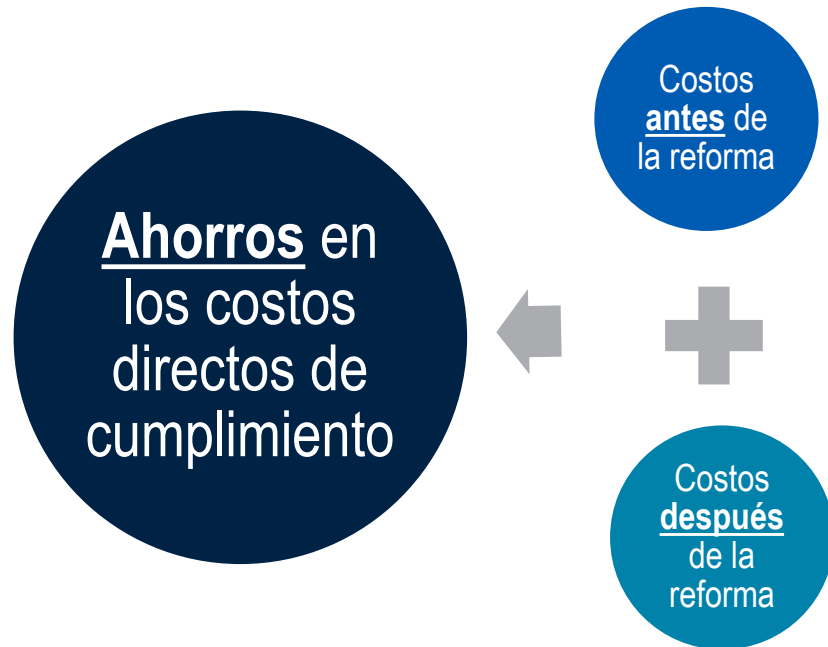 Costos
antes de
la reforma
Ahorros en
los costos
directos de
cumplimiento
Costos
después
de la
reforma